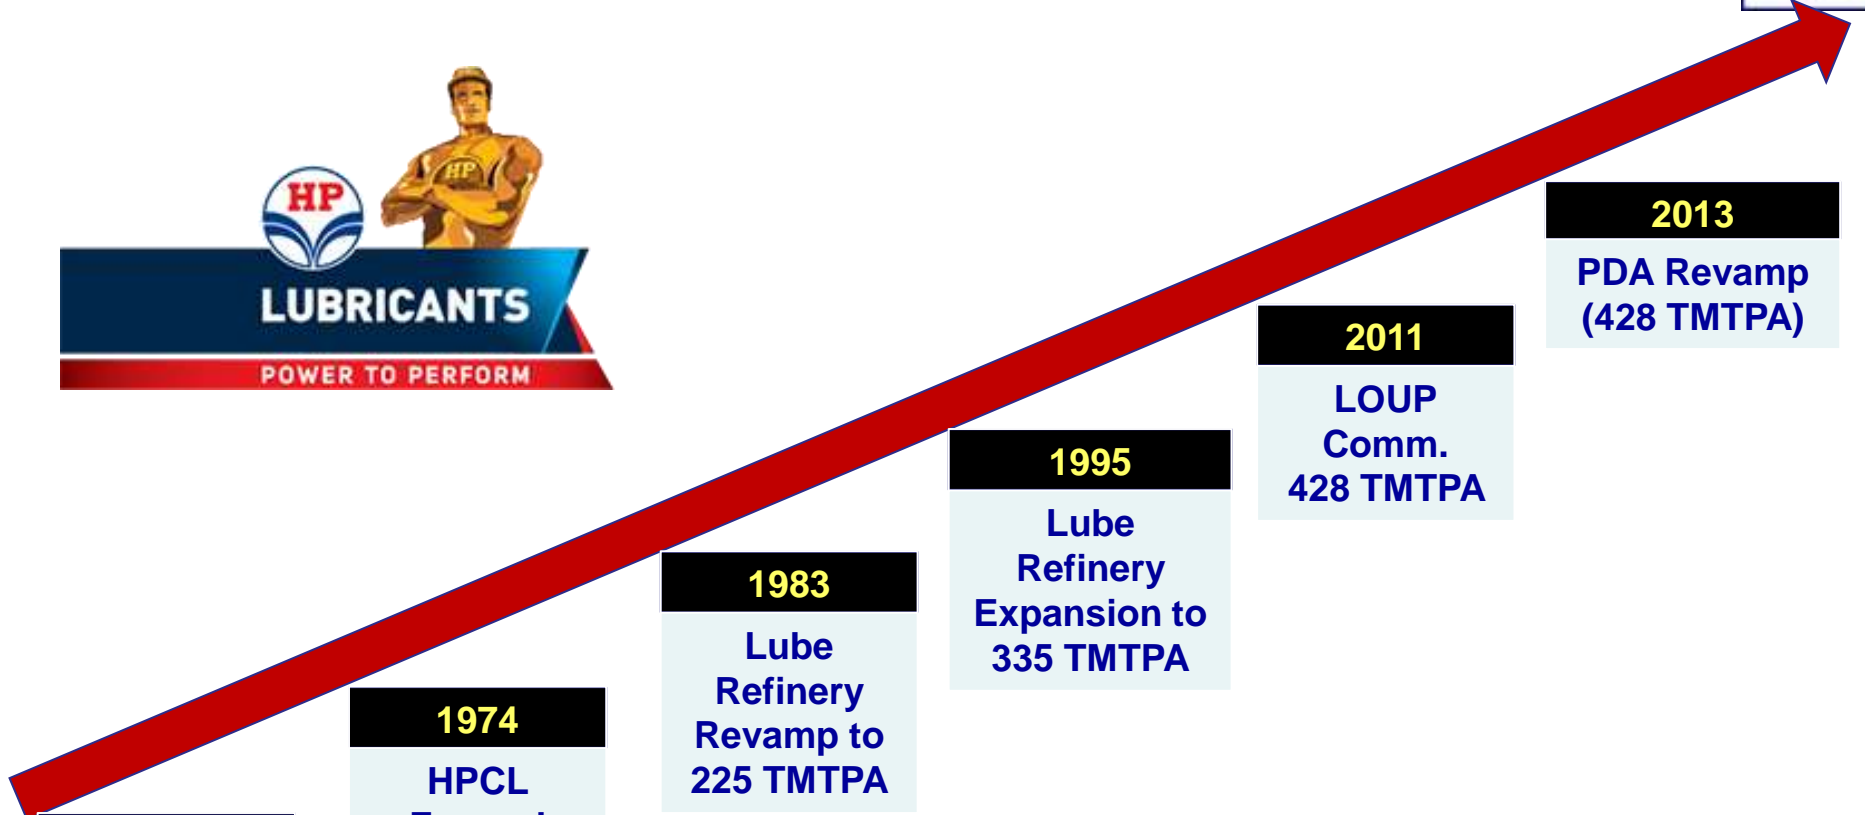 HP
HP
LUBRICANTS
POWER TO PERFORM
2013
PDA Revamp
(428 TMTPA)
2011
LOUP
Comm.
428 TMTPA
1995
Lube
Refinery
Expansion to
335 TMTPA
1983
Lube
Refinery
Revamp to
225 TMTPA
1974
HPCL